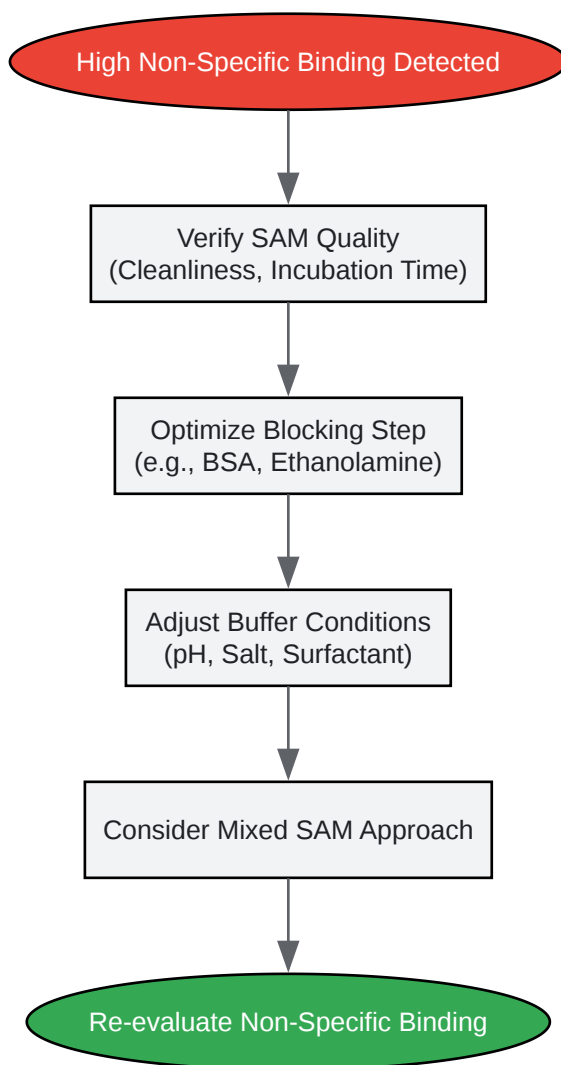 High Non-Specific Binding Detected
Verify SAM Quality
(Cleanliness, Incubation Time)
Optimize Blocking Step
(e.g., BSA, Ethanolamine)
Adjust Buffer Conditions
(pH, Salt, Surfactant)
Consider Mixed SAM Approach
Re-evaluate Non-Specific Binding